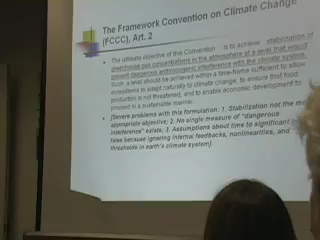 The Framework Convention on Climate Change
(FCCC), Art. 2
The ultimate objective of this Convention is to achieve stabilization of
greenhouse gas concentrations in the atmosphere at a level that would
prevent dangerous anthropogenic interference with the climate system.
Such a level should be achieved within a time-frame sufficient to allow
ecosystems to adapt naturally to climate change, to ensure that food
production is not threatened, and to enable economic development to
proceed in a sustainable manner.
[Severe problems with this formulation: 1. Stabilization not the
appropriate objective; 2. No single measure of "dangerous
interference" exists; 3. Assumptions about time to significant
false because ignoring internal feedbacks, nonlinearities, and
thresholds in earth's climate system].